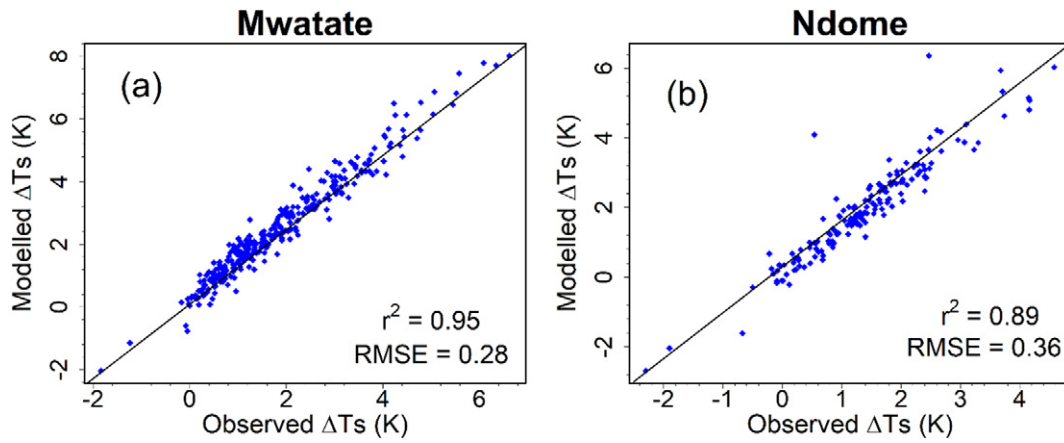 Mwatate
(a)
Modelled ΔTs (K)
8
6
4
2
0
-2
r² = 0.95
RMSE = 0.28
-2 0 2 4 6
Observed ΔTs (K)
Ndome
(b)
Modelled ΔTs (K)
6
4
2
0
-2
r² = 0.89
RMSE = 0.36
-2 -1 0 1 2 3 4
Observed ΔTs (K)